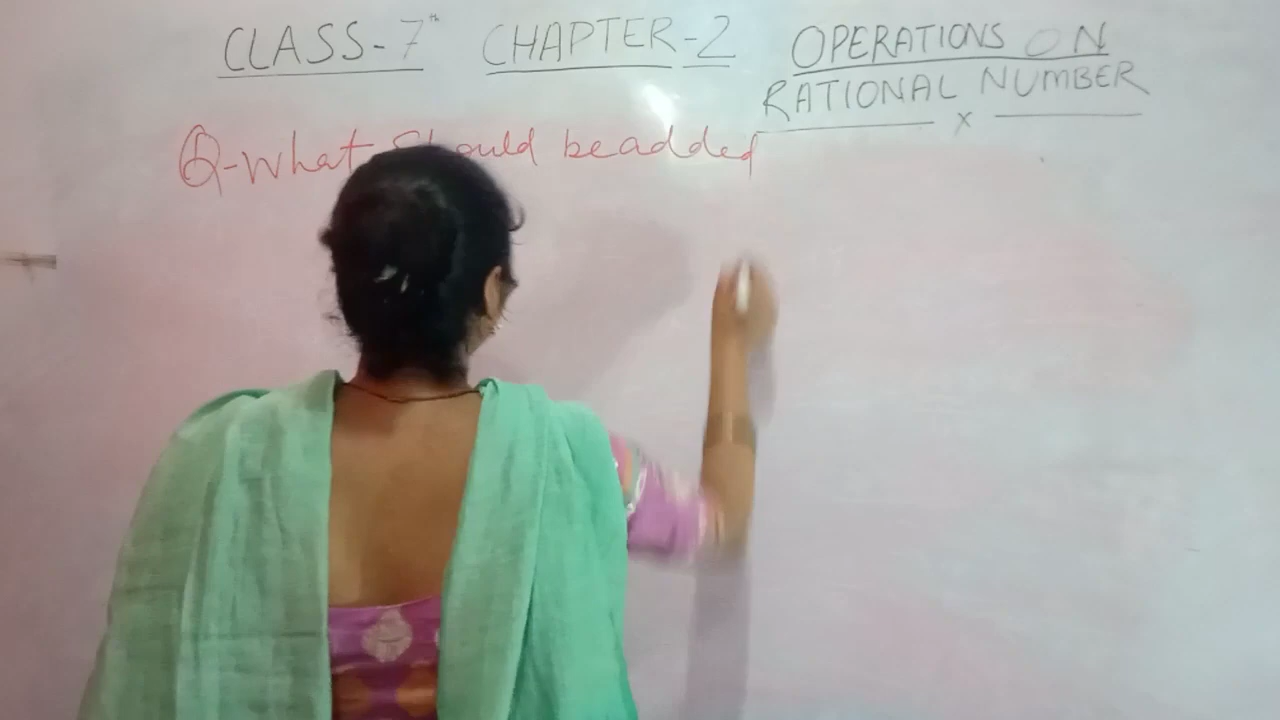 CLASS-7th CHAPTER-2 OPERATIONS ON
RATIONAL NUMBER
x
Q-What Should be added